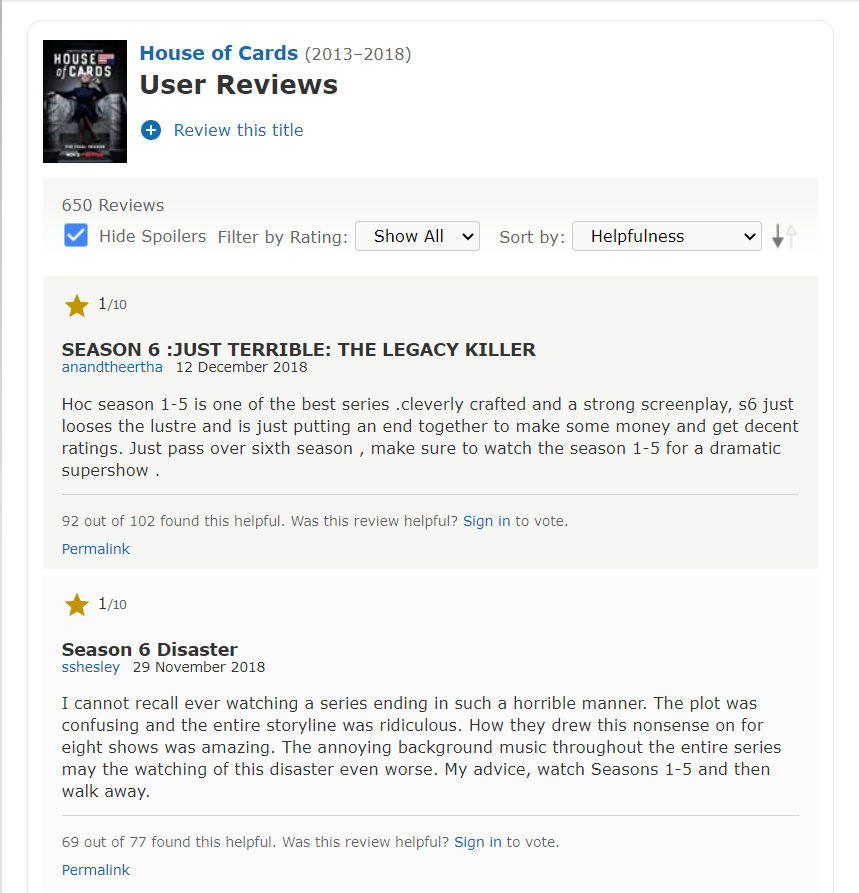 HOUSE
of CARDS
House of Cards (2013–2018)
User Reviews
Review this title
650 Reviews
Hide Spoilers Filter by Rating: Show All Sort by: Helpfulness
1/10
SEASON 6 :JUST TERRIBLE: THE LEGACY KILLER
anandtheertha 12 December 2018
Hoc season 1-5 is one of the best series .cleverly crafted and a strong screenplay, s6 just
looses the lustre and is just putting an end together to make some money and get decent
ratings. Just pass over sixth season , make sure to watch the season 1-5 for a dramatic
supershow .
92 out of 102 found this helpful. Was this review helpful? Sign in to vote.
Permalink
1/10
Season 6 Disaster
sshesley 29 November 2018
I cannot recall ever watching a series ending in such a horrible manner. The plot was
confusing and the entire storyline was ridiculous. How they drew this nonsense on for
eight shows was amazing. The annoying background music throughout the entire series
may the watching of this disaster even worse. My advice, watch Seasons 1-5 and then
walk away.
69 out of 77 found this helpful. Was this review helpful? Sign in to vote.
Permalink